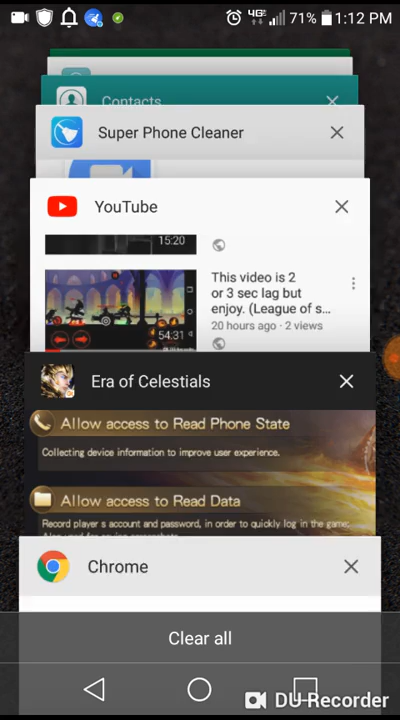 4G 71% 1:12 PM
Contacts
Super Phone Cleaner
YouTube
15:20
This video is 2
or 3 sec lag but
enjoy. (League of s...
20 hours ago · 2 views
54:31
Era of Celestials
Allow access to Read Phone State
Collecting device information to improve user experience.
Allow access to Read Data
Record player s account and password, in order to quickly log in the game.
Chrome
Clear all
DU Recorder